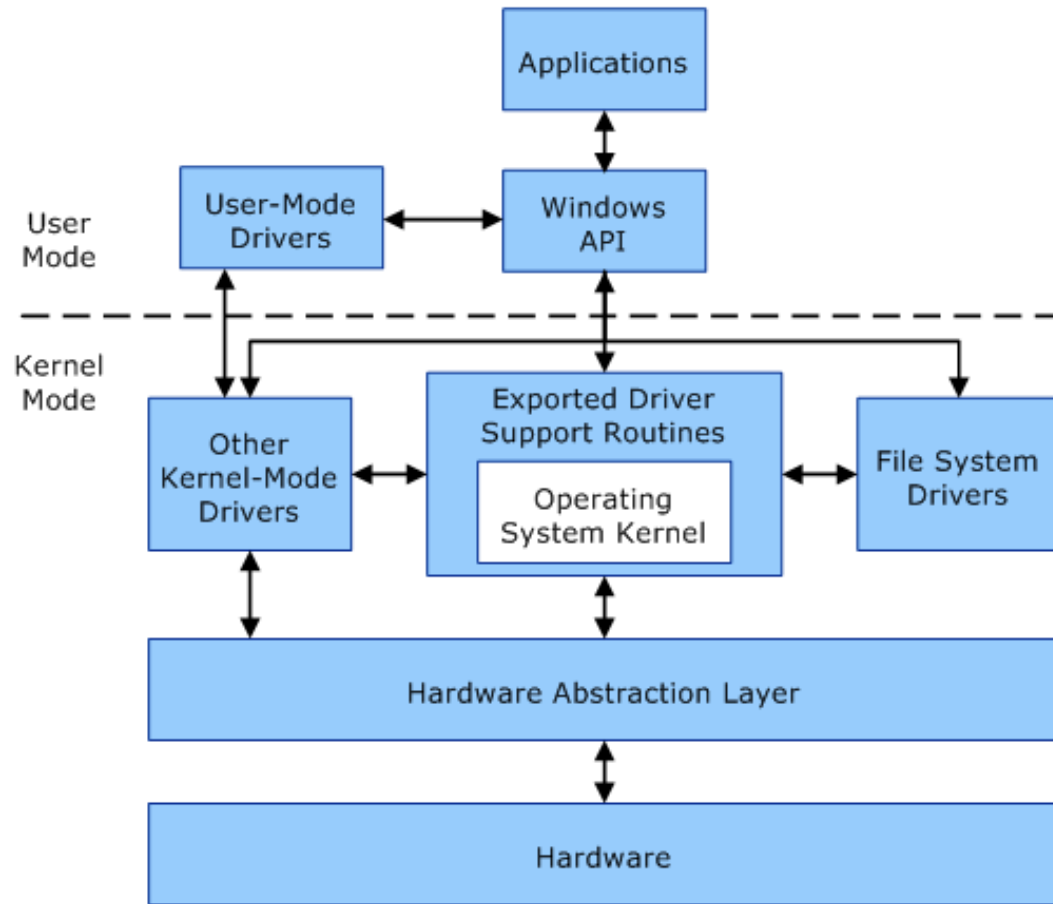 Applications
User-Mode
Drivers
Windows
API
User
Mode
Kernel
Mode
Other
Kernel-Mode
Drivers
Exported Driver
Support Routines
Operating
System Kernel
File System
Drivers
Hardware Abstraction Layer
Hardware